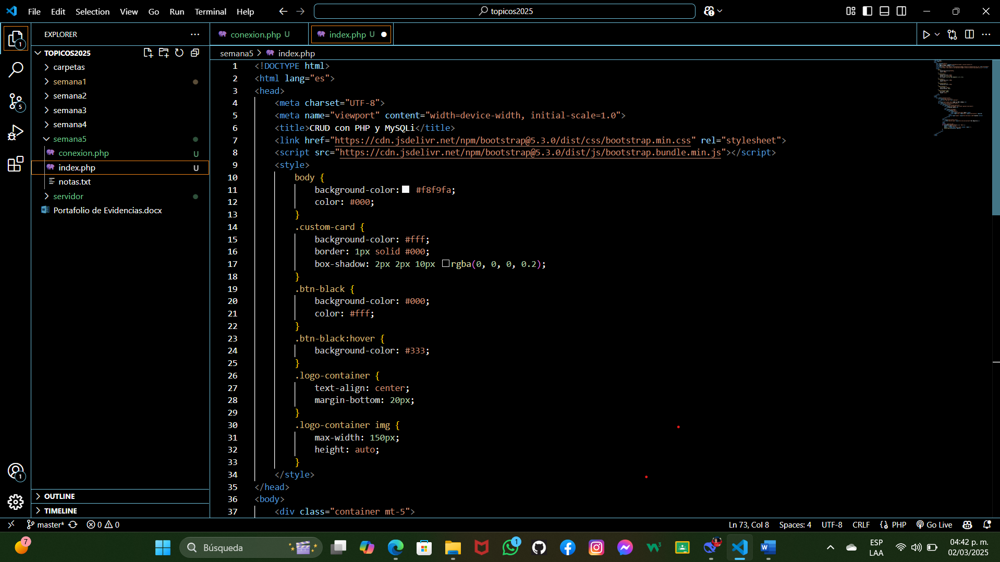 File Edit Selection View Go Run Terminal Help
topicos2025
EXPLORER
TOPICOS2025
carpetas
semana1
semana2
semana3
semana4
semana5
conexion.php U
index.php U
notas.txt
servidor
Portafolio de Evidencias.docx
OUTLINE
TIMELINE
1
5
1
conexion.php U
index.php U
semana5 > index.php
1 <!DOCTYPE html>
2 <html lang="es">
3 <head>
4 <meta charset="UTF-8">
5 <meta name="viewport" content="width=device-width, initial-scale=1.0">
6 <title>CRUD con PHP y MySQLi</title>
7 <link href="https://cdn.jsdelivr.net/npm/bootstrap@5.3.0/dist/css/bootstrap.min.css" rel="stylesheet">
8 <script src="https://cdn.jsdelivr.net/npm/bootstrap@5.3.0/dist/js/bootstrap.bundle.min.js"></script>
9 <style>
10 body {
11 background-color: #f8f9fa;
12 color: #000;
13 }
14 .custom-card {
15 background-color: #fff;
16 border: 1px solid #000;
17 box-shadow: 2px 2px 10px rgba(0, 0, 0, 0.2);
18 }
19 .btn-black {
20 background-color: #000;
21 color: #fff;
22 }
23 .btn-black:hover {
24 background-color: #333;
25 }
26 .logo-container {
27 text-align: center;
28 margin-bottom: 20px;
29 }
30 .logo-container img {
31 max-width: 150px;
32 height: auto;
33 }
34 </style>
35 </head>
36 <body>
37 <div class="container mt-5">
master* 0 0
Ln 73, Col 8 Spaces: 4 UTF-8 CRLF PHP Go Live
7
Búsqueda
1
ESP
LAA
04:42 p. m.
02/03/2025